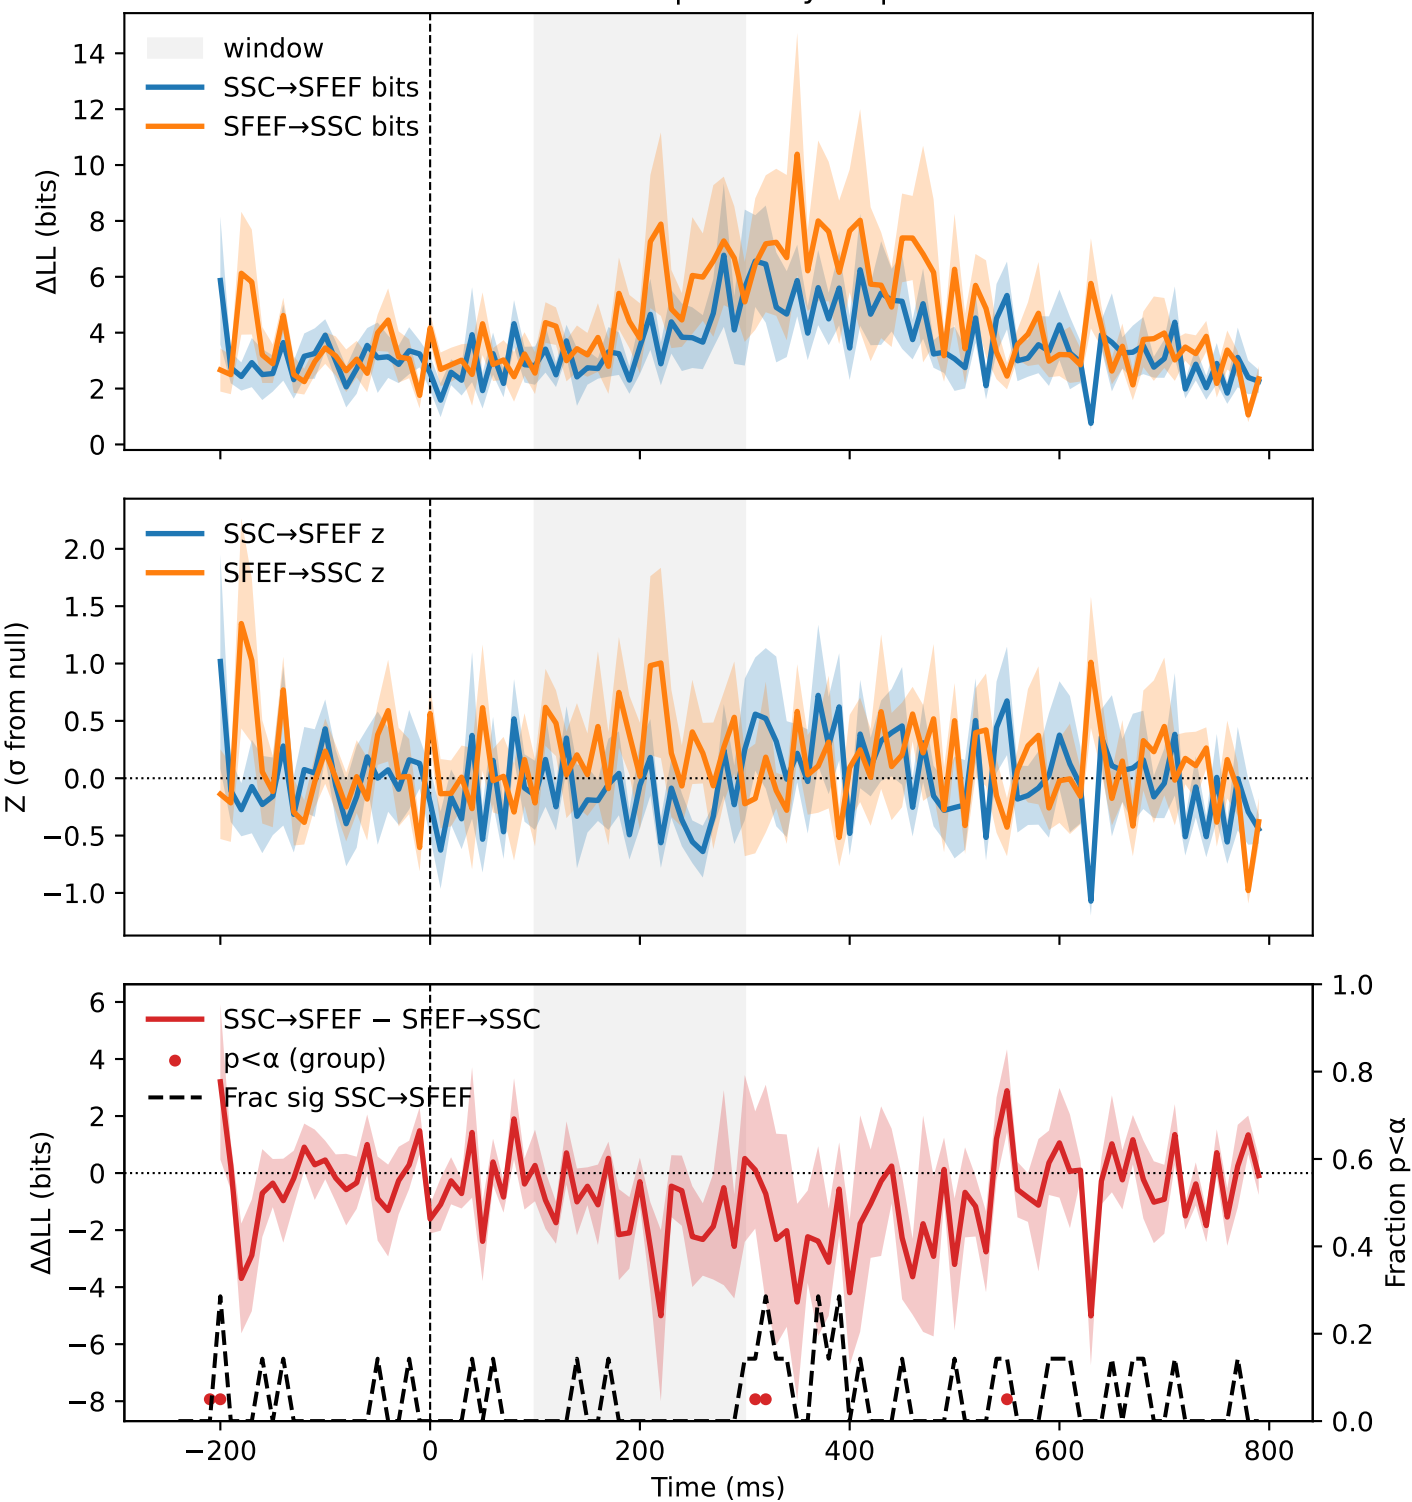 window
SSC→SFEF bits
SFEF→SSC bits
ΔLL (bits)
14
12
10
8
6
4
2
0
SSC→SFEF z
SFEF→SSC z
Z (σ from null)
2.0
1.5
1.0
0.5
0.0
−0.5
−1.0
SSC→SFEF − SFEF→SSC
p<α (group)
Frac sig SSC→SFEF
ΔΔLL (bits)
6
4
2
0
−2
−4
−6
−8
1.0
0.8
0.6
0.4
0.2
0.0
Fraction p<α
−200
0
200
400
600
800
Time (ms)